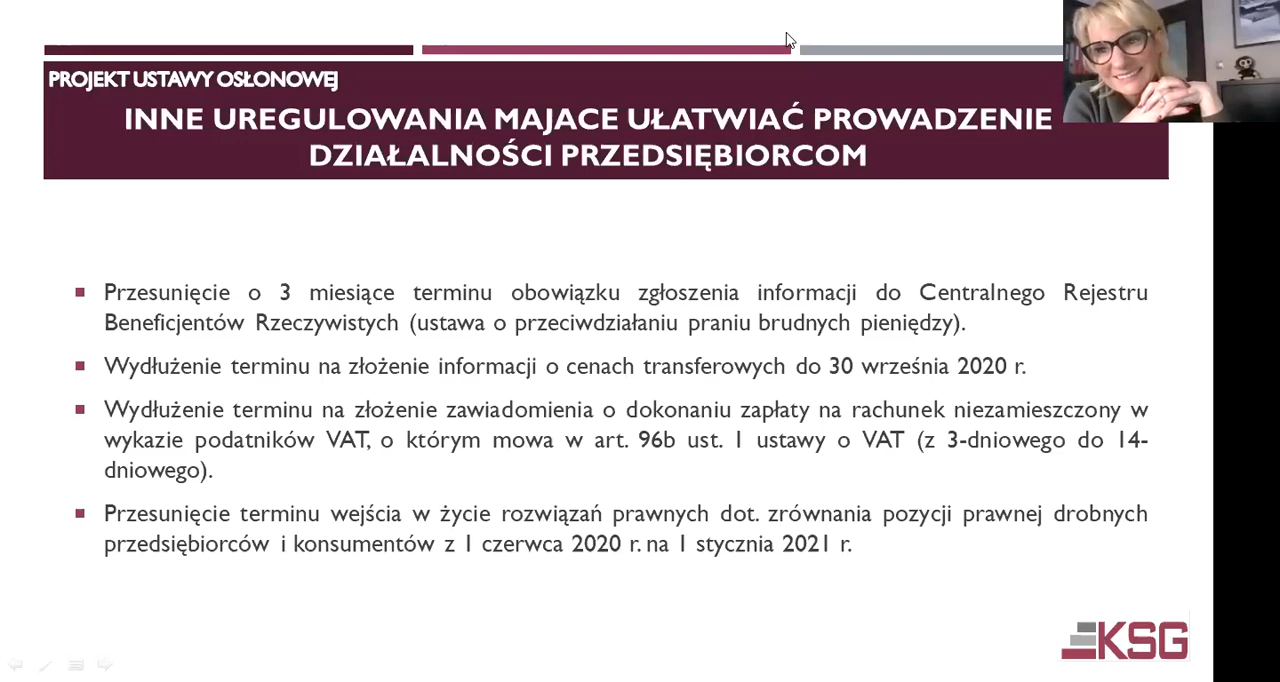 PROJEKT USTAWY OSŁONOWEJ
INNE UREGULOWANIA MAJACE UŁATWIAĆ PROWADZENIE
DZIAŁALNOŚCI PRZEDSIĘBIORCOM
Przesunięcie o 3 miesiące terminu obowiązku zgłoszenia informacji do Centralnego Rejestru
Beneficjentów Rzeczywistych (ustawa o przeciwdziałaniu praniu brudnych pieniędzy).
Wydłużenie terminu na złożenie informacji o cenach transferowych do 30 września 2020 r.
Wydłużenie terminu na złożenie zawiadomienia o dokonaniu zapłaty na rachunek niezamieszczony w
wykazie podatników VAT, o którym mowa w art. 96b ust. 1 ustawy o VAT (z 3-dniowego do 14-
dniowego).
Przesunięcie terminu wejścia w życie rozwiązań prawnych dot. zrównania pozycji prawnej drobnych
przedsiębiorców i konsumentów z 1 czerwca 2020 r. na 1 stycznia 2021 r.
KSG